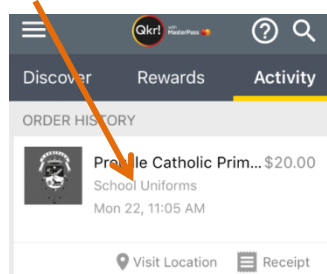 Qkr! with MasterPass
Discover Rewards Activity
ORDER HISTORY
Catholic Prim... $20.00
School Uniforms
Mon 22, 11:05 AM
Visit Location Receipt